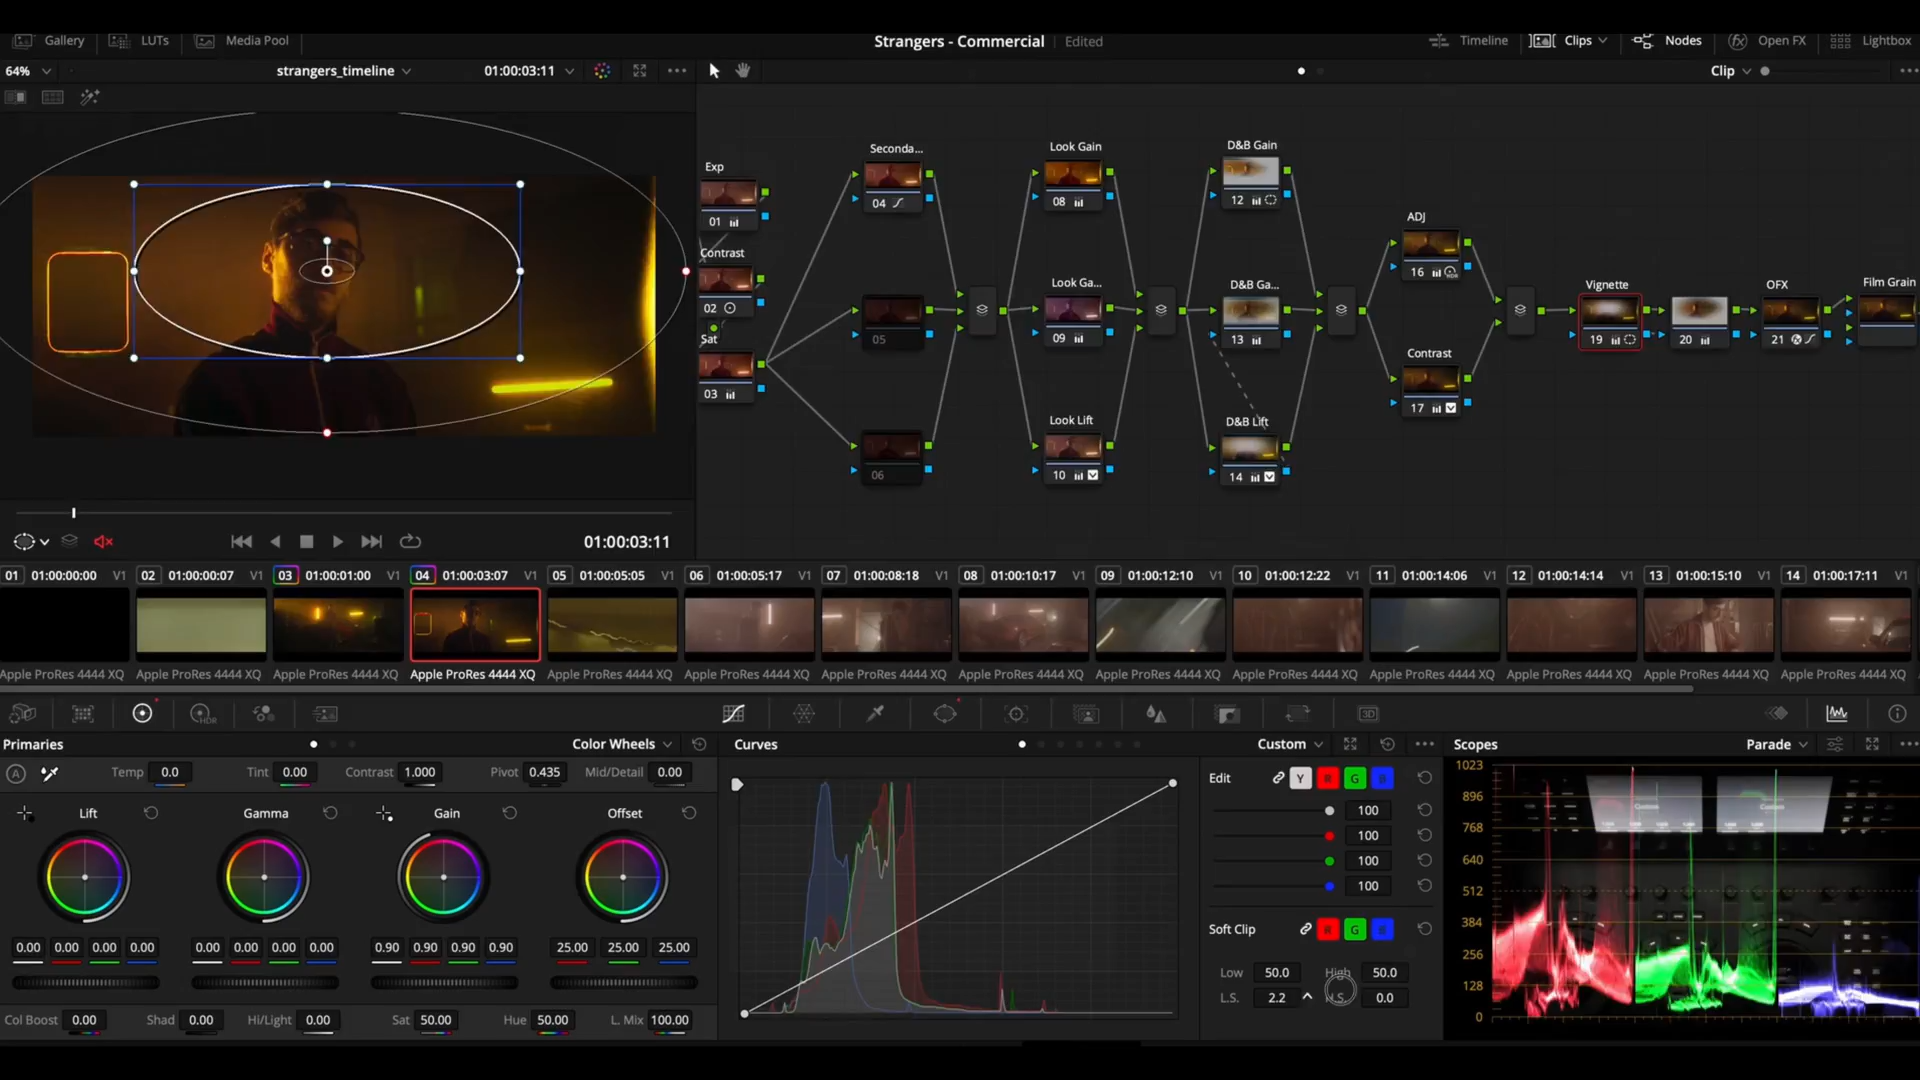 Gallery LUTs Media Pool Strangers - Commercial Edited Timeline Clips Nodes Open FX Lightbox
64% strangers_timeline 01:00:03:11 Clip
Exp
01
Contrast
02
Sat
03
Seconda...
04
05
06
Look Gain
08
Look Ga...
09
Look Lift
10
D&B Gain
12
D&B Ga...
13
D&B Lift
14
ADJ
16
Contrast
17
Vignette
19
20
OFX
21
Film Grain
01:00:03:11
01 01:00:00:00 V1 02 01:00:00:07 V1 03 01:00:01:00 V1 04 01:00:03:07 V1 05 01:00:05:05 V1 06 01:00:05:17 V1 07 01:00:08:18 V1 08 01:00:10:17 V1 09 01:00:12:10 V1 10 01:00:12:22 V1 11 01:00:14:06 V1 12 01:00:14:14 V1 13 01:00:15:10 V1 14 01:00:17:11 V1
Apple ProRes 4444 XQ Apple ProRes 4444 XQ Apple ProRes 4444 XQ Apple ProRes 4444 XQ Apple ProRes 4444 XQ Apple ProRes 4444 XQ Apple ProRes 4444 XQ Apple ProRes 4444 XQ Apple ProRes 4444 XQ Apple ProRes 4444 XQ Apple ProRes 4444 XQ Apple ProRes 4444 XQ Apple ProRes 4444 XQ Apple ProRes 4444 XQ
HDR 3D
Primaries Color Wheels
A Temp 0.0 Tint 0.00 Contrast 1.000 Pivot 0.435 Mid/Detail 0.00
Lift Gamma Gain Offset
0.00 0.00 0.00 0.00 0.00 0.00 0.00 0.00 0.90 0.90 0.90 0.90 25.00 25.00 25.00
Col Boost 0.00 Shad 0.00 Hi/Light 0.00 Sat 50.00 Hue 50.00 L. Mix 100.00
Curves Custom
Edit Y R G B
100
100
100
100
Soft Clip R G B
Low 50.0 High 50.0
L.S. 2.2 H.S. 0.0
Scopes Parade
1023
896
768
640
512
384
256
128
0
Custom Custom